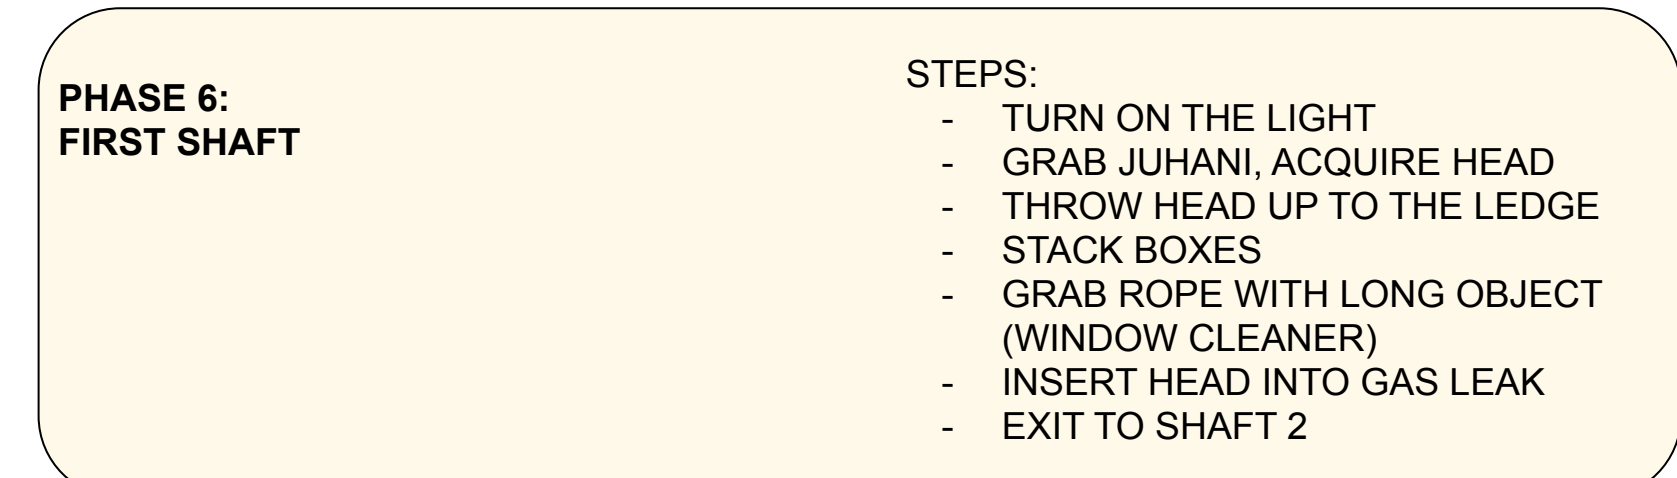 PHASE 6:
FIRST SHAFT
STEPS:
- TURN ON THE LIGHT
- GRAB JUHANI, ACQUIRE HEAD
- THROW HEAD UP TO THE LEDGE
- STACK BOXES
- GRAB ROPE WITH LONG OBJECT
(WINDOW CLEANER)
- INSERT HEAD INTO GAS LEAK
- EXIT TO SHAFT 2